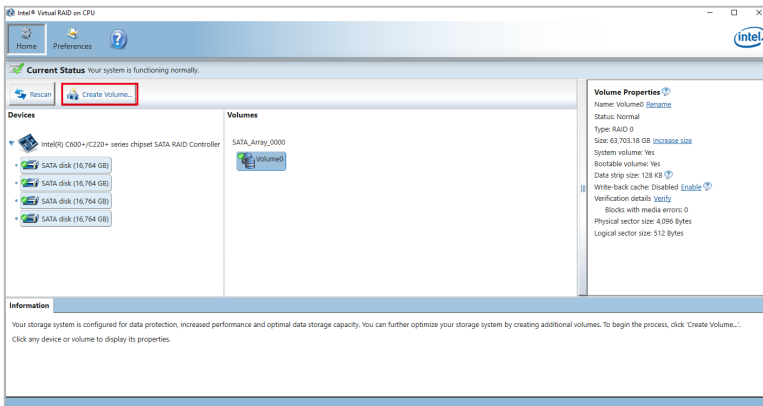 Intel® Virtual RAID on CPU
Home
Preferences
intel.
Current Status Your system is functioning normally.
Rescan
Create Volume...
Devices
Intel(R) C600+/C220+ series chipset SATA RAID Controller
SATA disk (16,764 GB)
SATA disk (16,764 GB)
SATA disk (16,764 GB)
SATA disk (16,764 GB)
Volumes
SATA_Array_0000
Volume0
Volume Properties
Name: Volume0 Rename
Status: Normal
Type: RAID 0
Size: 63,703.18 GB Increase size
System volume: Yes
Bootable volume: Yes
Data strip size: 128 KB
Write-back cache: Disabled Enable
Verification details Verify
Blocks with media errors: 0
Physical sector size: 4,096 Bytes
Logical sector size: 512 Bytes
Information
Your storage system is configured for data protection, increased performance and optimal data storage capacity. You can further optimize your storage system by creating additional volumes. To begin the process, click 'Create Volume...'.
Click any device or volume to display its properties.